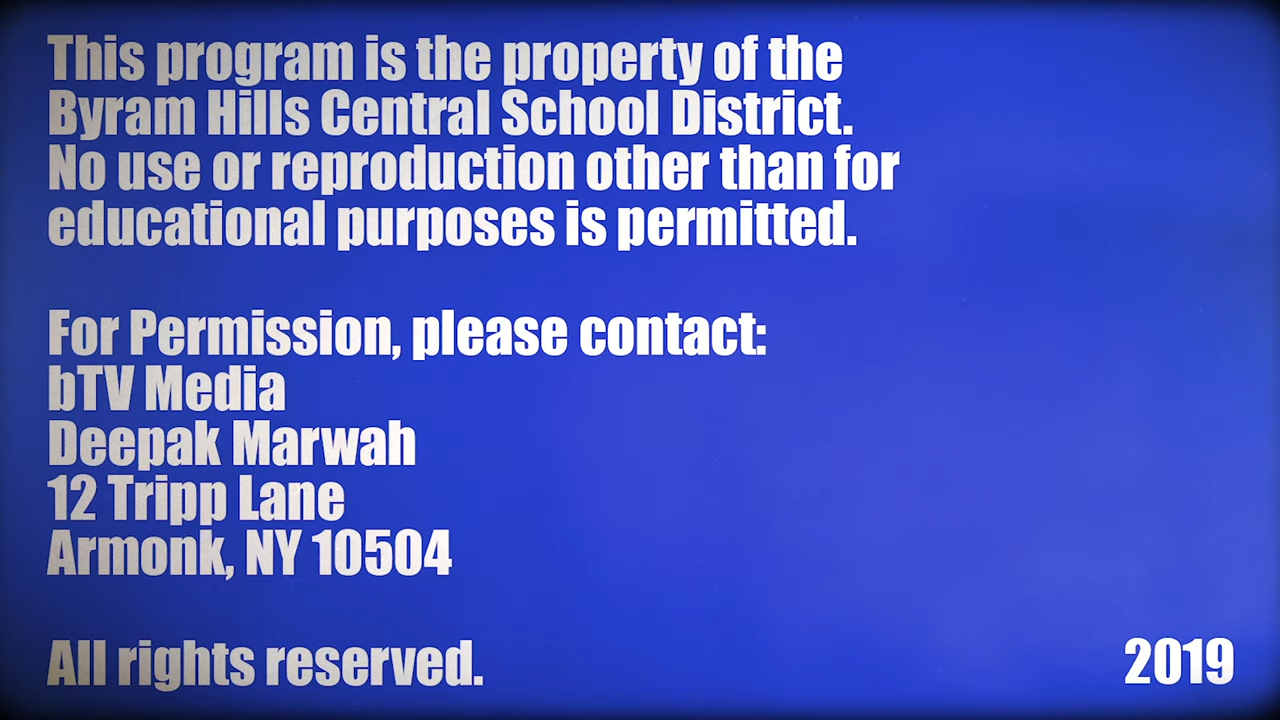 This program is the property of the
Byram Hills Central School District.
No use or reproduction other than for
educational purposes is permitted.
For Permission, please contact:
bTV Media
Deepak Marwah
12 Tripp Lane
Armonk, NY 10504
All rights reserved.
2019